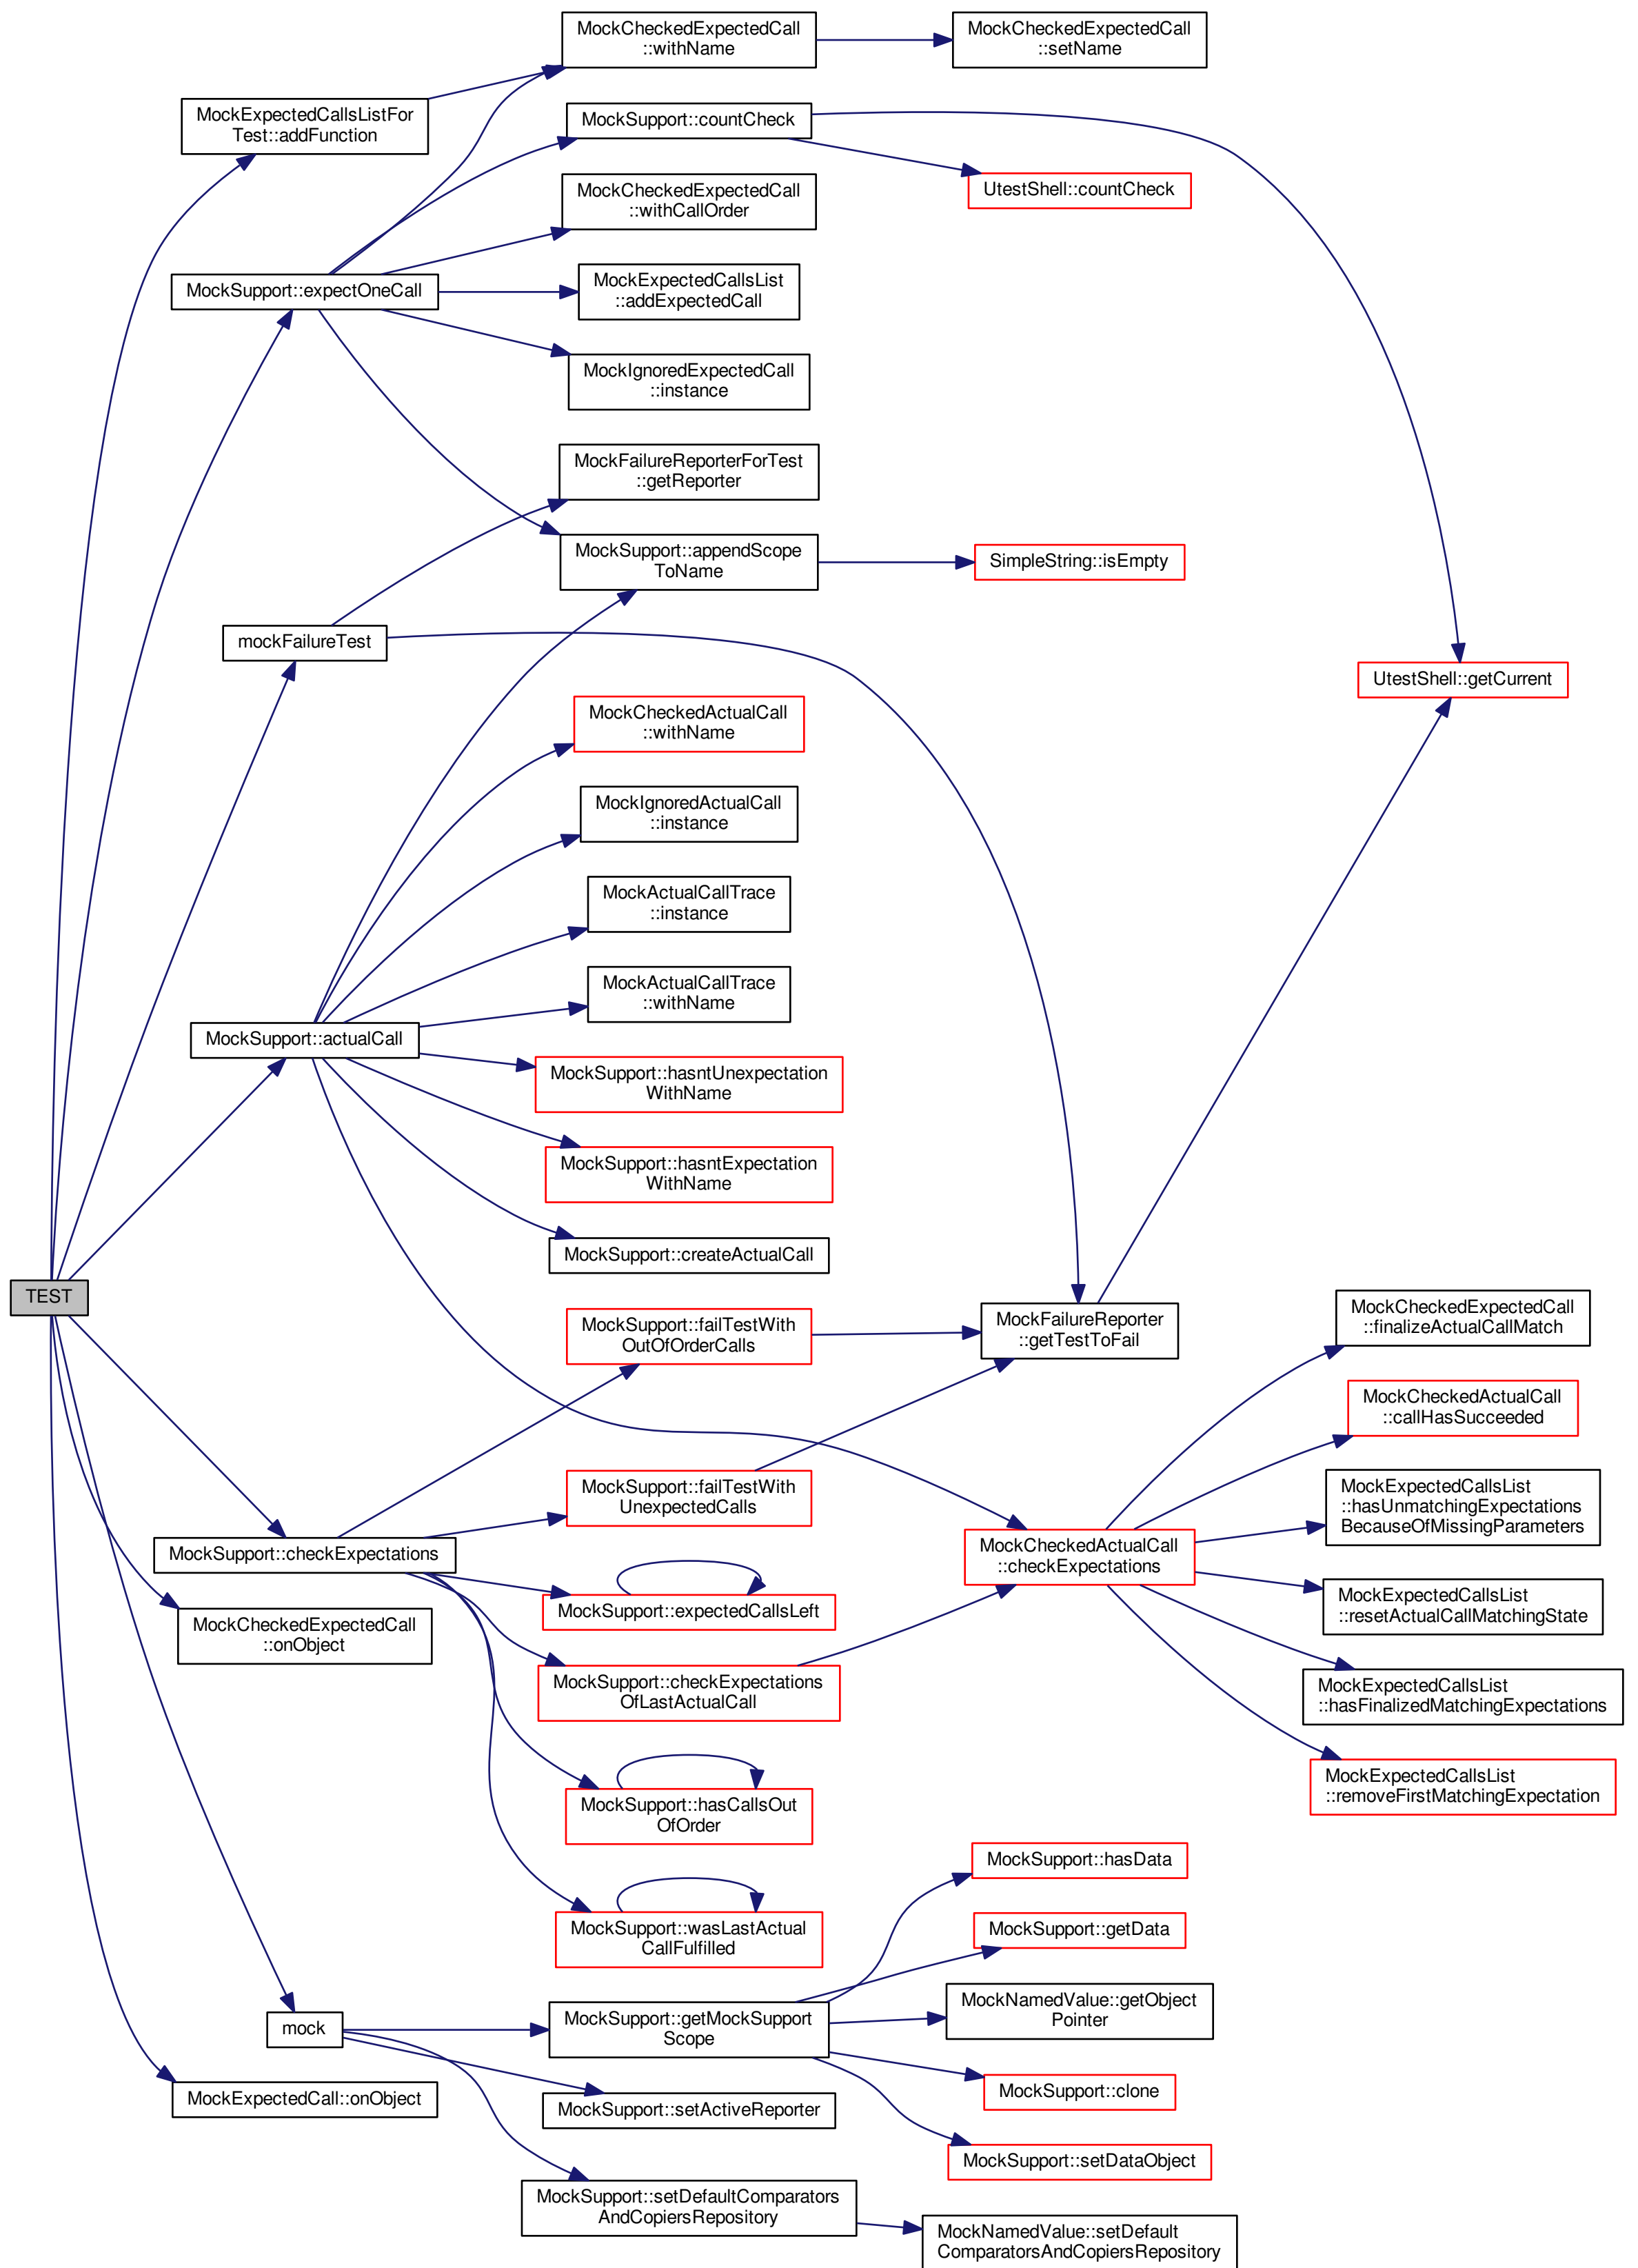 MockCheckedExpectedCall
::withName
MockCheckedExpectedCall
::setName
MockExpectedCallsListFor
Test::addFunction
MockSupport::countCheck
UtestShell::countCheck
MockCheckedExpectedCall
::withCallOrder
MockSupport::expectOneCall
MockExpectedCallsList
::addExpectedCall
MockIgnoredExpectedCall
::instance
MockFailureReporterForTest
::getReporter
MockSupport::appendScope
ToName
SimpleString::isEmpty
mockFailureTest
UtestShell::getCurrent
MockCheckedActualCall
::withName
MockIgnoredActualCall
::instance
MockActualCallTrace
::instance
MockActualCallTrace
::withName
MockSupport::actualCall
MockSupport::hasntUnexpectation
WithName
MockSupport::hasntExpectation
WithName
MockSupport::createActualCall
TEST
MockSupport::failTestWith
OutOfOrderCalls
MockFailureReporter
::getTestToFail
MockCheckedExpectedCall
::finalizeActualCallMatch
MockCheckedActualCall
::callHasSucceeded
MockSupport::failTestWith
UnexpectedCalls
MockExpectedCallsList
::hasUnmatchingExpectations
BecauseOfMissingParameters
MockSupport::checkExpectations
MockCheckedActualCall
::checkExpectations
MockSupport::expectedCallsLeft
MockExpectedCallsList
::resetActualCallMatchingState
MockCheckedExpectedCall
::onObject
MockSupport::checkExpectations
OfLastActualCall
MockExpectedCallsList
::hasFinalizedMatchingExpectations
MockExpectedCallsList
::removeFirstMatchingExpectation
MockSupport::hasCallsOut
OfOrder
MockSupport::hasData
MockSupport::wasLastActual
CallFulfilled
MockSupport::getData
mock
MockSupport::getMockSupport
Scope
MockNamedValue::getObject
Pointer
MockExpectedCall::onObject
MockSupport::setActiveReporter
MockSupport::clone
MockSupport::setDataObject
MockSupport::setDefaultComparators
AndCopiersRepository
MockNamedValue::setDefault
ComparatorsAndCopiersRepository